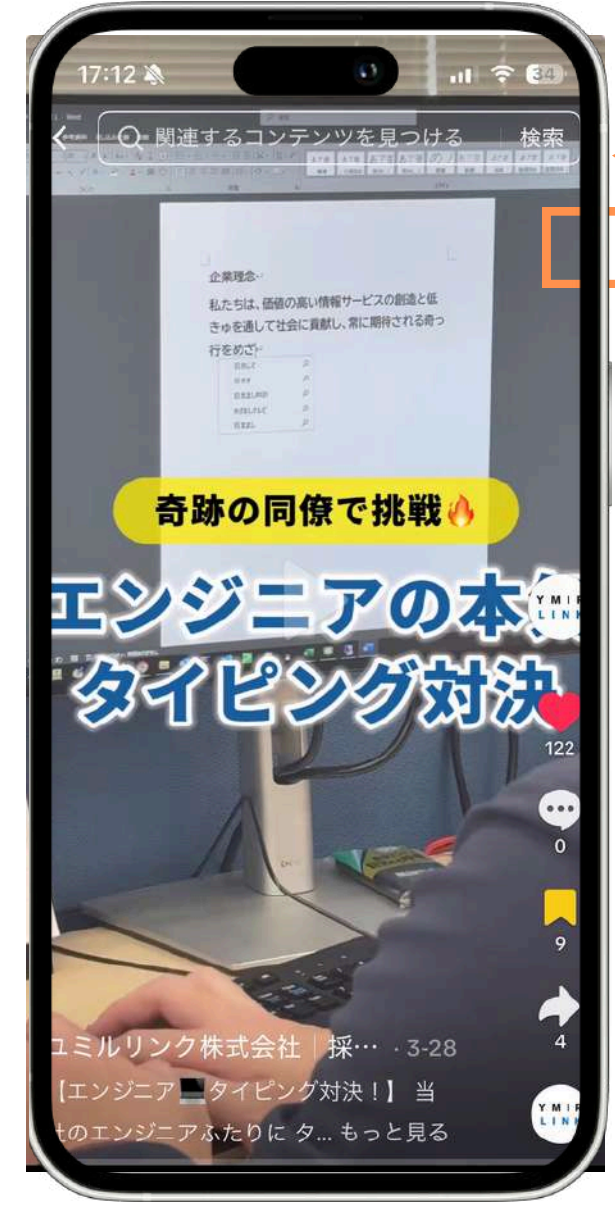 17:12
34
関連するコンテンツを見つける
検索
企業理念
私たちは、価値の高い情報サービスの創造と低
きゅを通して社会に貢献し、常に期待される奇っ
行をめざ
奇跡の同僚で挑戦🔥
エンジニアの本気
タイピング対決
YMIR
LINK
122
0
9
4
ユミルリンク株式会社｜採… · 3-28
【エンジニア💻タイピング対決！】 当
社のエンジニアふたりに タ... もっと見る
YMIR
LINK